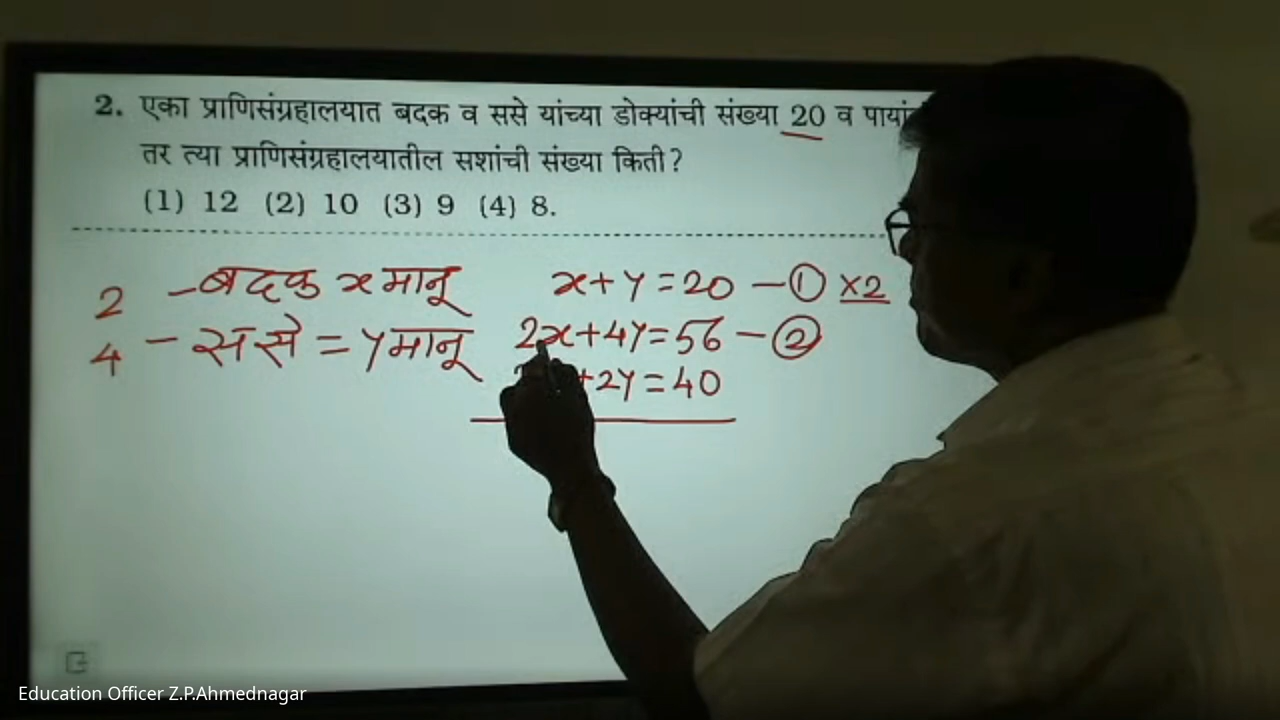 2. एका प्राणिसंग्रहालयात बदक व ससे यांच्या डोक्यांची संख्या 20 व
तर त्या प्राणिसंग्रहालयातील सशांची संख्या किती?
(1) 12 (2) 10 (3) 9 (4) 8.
2 – बदक x मानू
4 – ससे = y मानू
x + y = 20 – ① ×2
2x + 4y = 56 – ②
+2y = 40
Education Officer Z.P.Ahmednagar